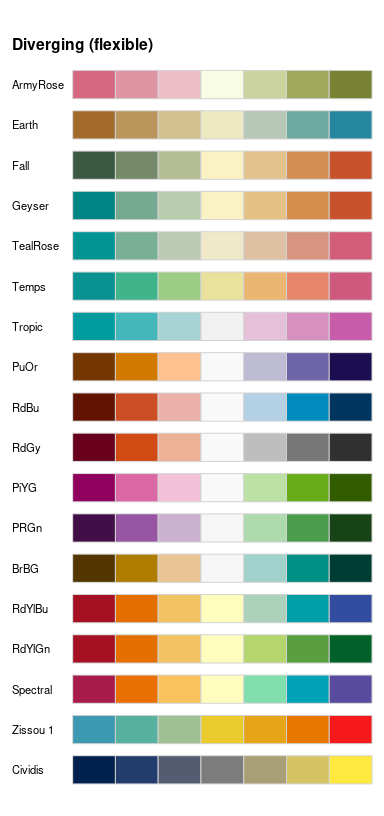 Diverging (flexible)
ArmyRose
Earth
Fall
Geyser
TealRose
Temps
Tropic
PuOr
RdBu
RdGy
PiYG
PRGn
BrBG
RdYlBu
RdYlGn
Spectral
Zissou 1
Cividis